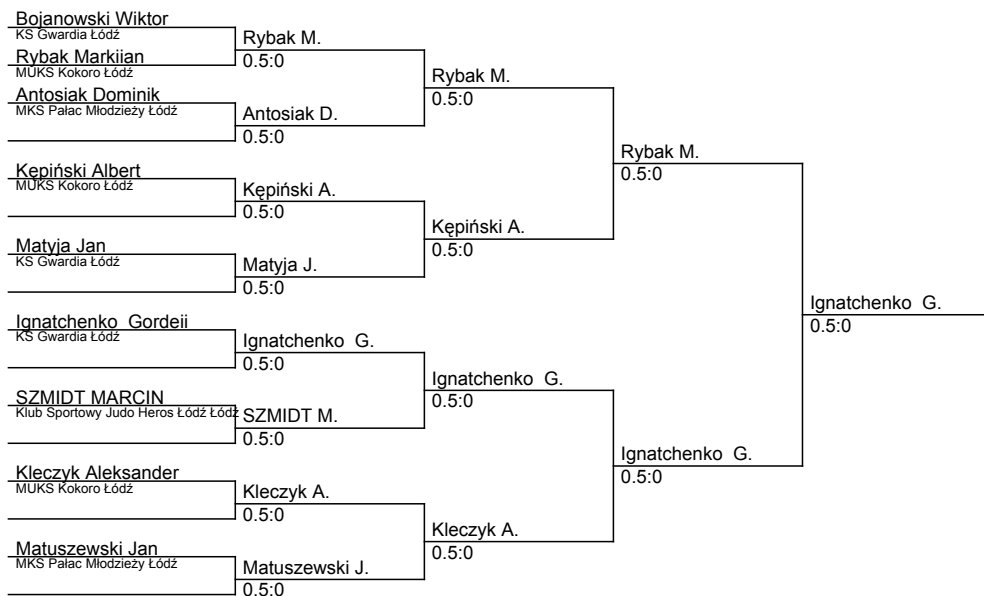 Bojanowski Wiktor
KS Gwardia Łódź
Rybak Markiian
MUKS Kokoro Łódź
Antosiak Dominik
MKS Pałac Młodzieży Łódź
Kępiński Albert
MUKS Kokoro Łódź
Matyja Jan
KS Gwardia Łódź
Ignatchenko Gordeii
KS Gwardia Łódź
SZMIDT MARCIN
Klub Sportowy Judo Heros Łódź Łódź
Kleczyk Aleksander
MUKS Kokoro Łódź
Matuszewski Jan
MKS Pałac Młodzieży Łódź
Rybak M.
0.5:0
Antosiak D.
0.5:0
Kępiński A.
0.5:0
Matyja J.
0.5:0
Ignatchenko G.
0.5:0
SZMIDT M.
0.5:0
Kleczyk A.
0.5:0
Matuszewski J.
0.5:0
Rybak M.
0.5:0
Kępiński A.
0.5:0
Ignatchenko G.
0.5:0
Kleczyk A.
0.5:0
Rybak M.
0.5:0
Ignatchenko G.
0.5:0
Ignatchenko G.
0.5:0